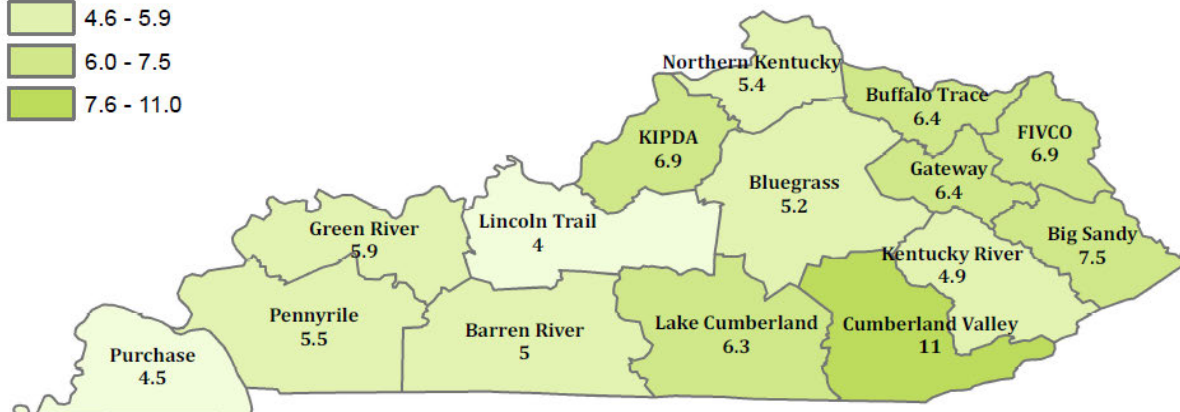 4.6 - 5.9
6.0 - 7.5
7.6 - 11.0
Northern Kentucky
5.4
Buffalo Trace
6.4
FIVCO
6.9
KIPDA
6.9
Gateway
6.4
Bluegrass
5.2
Lincoln Trail
4
Green River
5.9
Big Sandy
7.5
Kentucky River
4.9
Pennyrile
5.5
Barren River
5
Lake Cumberland
6.3
Cumberland Valley
11
Purchase
4.5